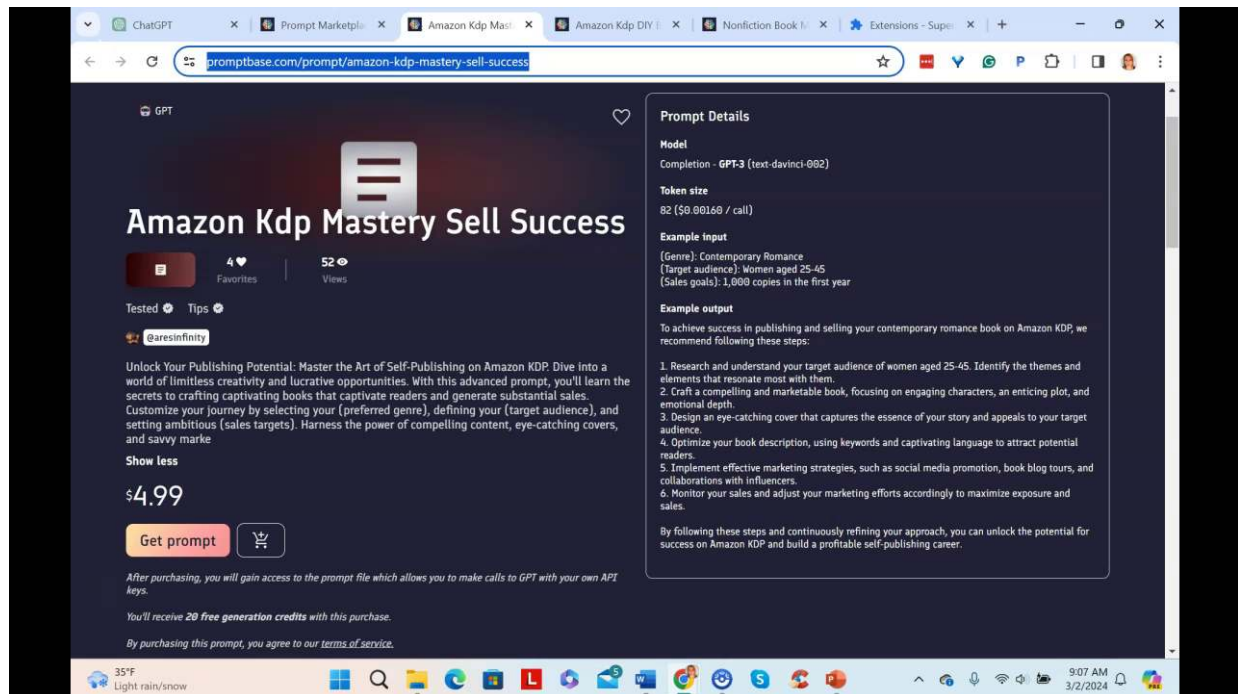 ChatGPT
Prompt Marketpla
Amazon Kdp Mast
Amazon Kdp DIY
Nonfiction Book
Extensions - Supe
promptbase.com/prompt/amazon-kdp-mastery-sell-success
GPT
Amazon Kdp Mastery Sell Success
4
52
Favorites
Views
Tested
Tips
@aresinfinity
Unlock Your Publishing Potential: Master the Art of Self-Publishing on Amazon KDP. Dive into a
world of limitless creativity and lucrative opportunities. With this advanced prompt, you'll learn the
secrets to crafting captivating books that captivate readers and generate substantial sales.
Customize your journey by selecting your (preferred genre), defining your (target audience), and
setting ambitious (sales targets). Harness the power of compelling content, eye-catching covers,
and savvy marke
Show less
$4.99
Get prompt
After purchasing, you will gain access to the prompt file which allows you to make calls to GPT with your own API
keys.
You'll receive 20 free generation credits with this purchase.
By purchasing this prompt, you agree to our terms of service.
Prompt Details
Model
Completion - GPT-3 (text-davinci-002)
Token size
82 ($0.00160 / call)
Example input
(Genre): Contemporary Romance
(Target audience): Women aged 25-45
(Sales goals): 1,000 copies in the first year
Example output
To achieve success in publishing and selling your contemporary romance book on Amazon KDP, we
recommend following these steps:
1. Research and understand your target audience of women aged 25-45. Identify the themes and
elements that resonate most with them.
2. Craft a compelling and marketable book, focusing on engaging characters, an enticing plot, and
emotional depth.
3. Design an eye-catching cover that captures the essence of your story and appeals to your target
audience.
4. Optimize your book description, using keywords and captivating language to attract potential
readers.
5. Implement effective marketing strategies, such as social media promotion, book blog tours, and
collaborations with influencers.
6. Monitor your sales and adjust your marketing efforts accordingly to maximize exposure and
sales.
By following these steps and continuously refining your approach, you can unlock the potential for
success on Amazon KDP and build a profitable self-publishing career.
35°F
Light rain/snow
9:07 AM
3/2/2024